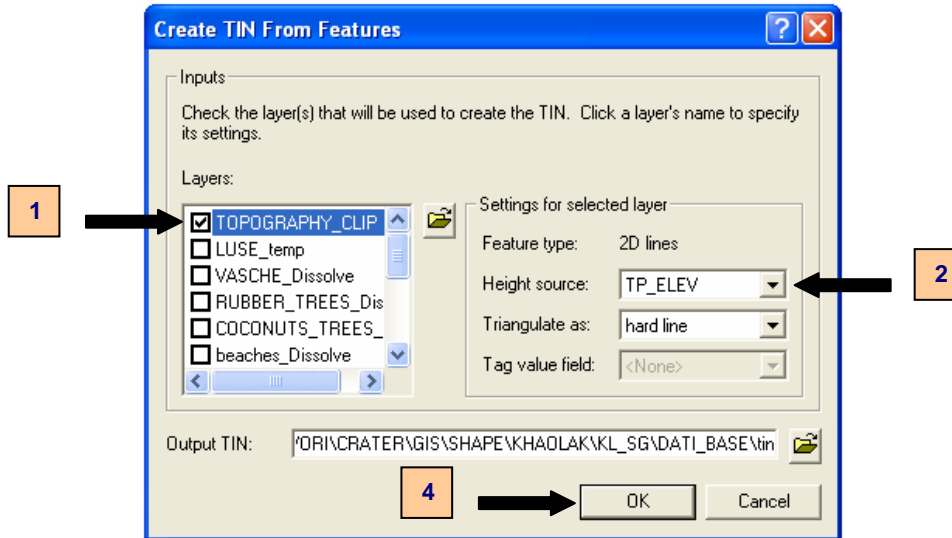 Create TIN From Features
Inputs
Check the layer(s) that will be used to create the TIN. Click a layer's name to specify
its settings.
Layers:
1
TOPOGRAPHY_CLIP
LUSE_temp
VASCHE_Dissolve
RUBBER_TREES_Dis
COCONUTS_TREES_
beaches_Dissolve
Settings for selected layer
Feature type: 2D lines
Height source: TP_ELEV
2
Triangulate as: hard line
Tag value field: <None>
Output TIN: 'ORI\CRATER\GIS\SHAPE\KHAOLAK\KL_SG\DATI_BASE\tin
4
OK
Cancel